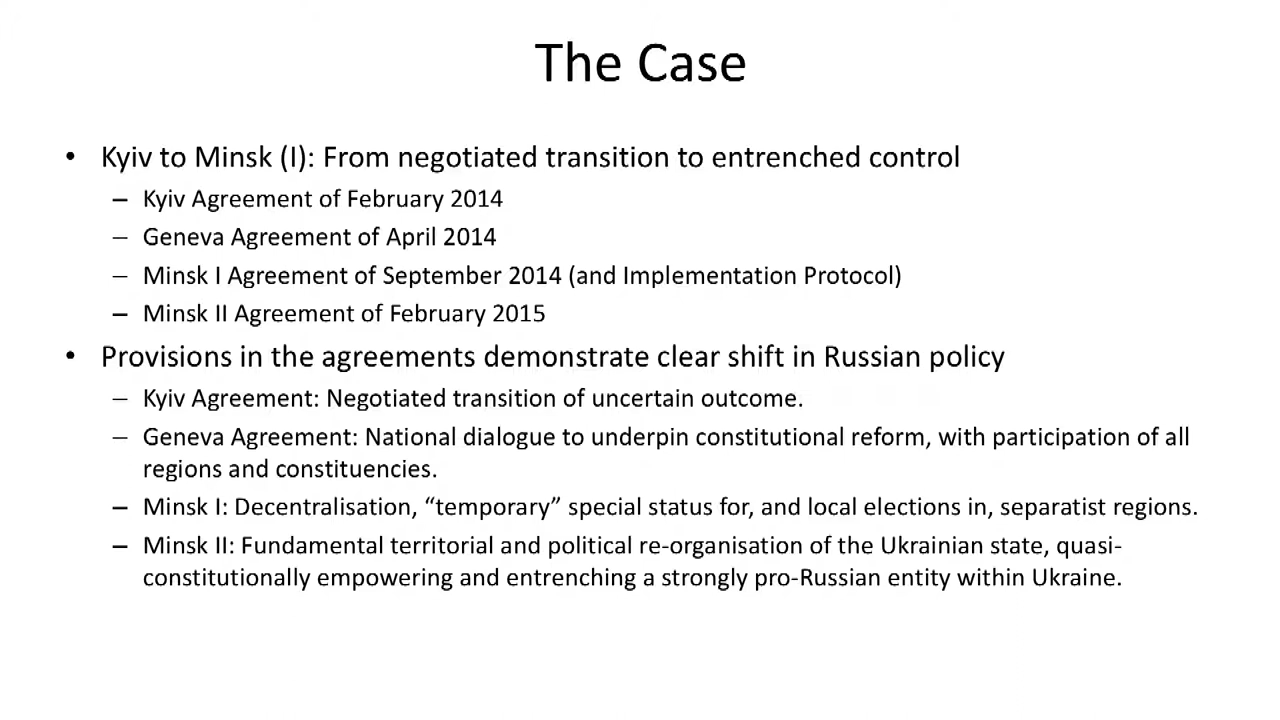 The Case
• Kyiv to Minsk (I): From negotiated transition to entrenched control
– Kyiv Agreement of February 2014
– Geneva Agreement of April 2014
– Minsk I Agreement of September 2014 (and Implementation Protocol)
– Minsk II Agreement of February 2015
• Provisions in the agreements demonstrate clear shift in Russian policy
– Kyiv Agreement: Negotiated transition of uncertain outcome.
– Geneva Agreement: National dialogue to underpin constitutional reform, with participation of all
regions and constituencies.
– Minsk I: Decentralisation, “temporary” special status for, and local elections in, separatist regions.
– Minsk II: Fundamental territorial and political re-organisation of the Ukrainian state, quasi-
constitutionally empowering and entrenching a strongly pro-Russian entity within Ukraine.